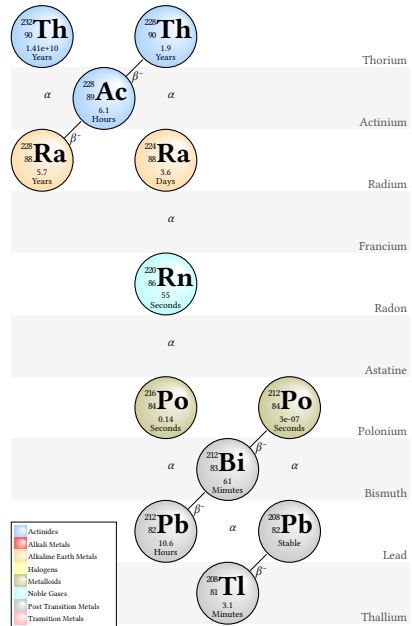 232 90 Th 1.41e+10 Years
228 90 Th 1.9 Years
Thorium
β⁻
α
228 89 Ac 6.1 Hours
α
Actinium
β⁻
228 88 Ra 5.7 Years
224 88 Ra 3.6 Days
Radium
α
Francium
220 86 Rn 55 Seconds
Radon
α
Astatine
216 84 Po 0.14 Seconds
212 84 Po 3e-07 Seconds
Polonium
β⁻
α
212 83 Bi 61 Minutes
α
Bismuth
β⁻
212 82 Pb 10.6 Hours
α
208 82 Pb Stable
Lead
β⁻
208 81 Tl 3.1 Minutes
Thallium
Actinides
Alkali Metals
Alkaline Earth Metals
Halogens
Metalloids
Noble Gases
Post Transition Metals
Transition Metals